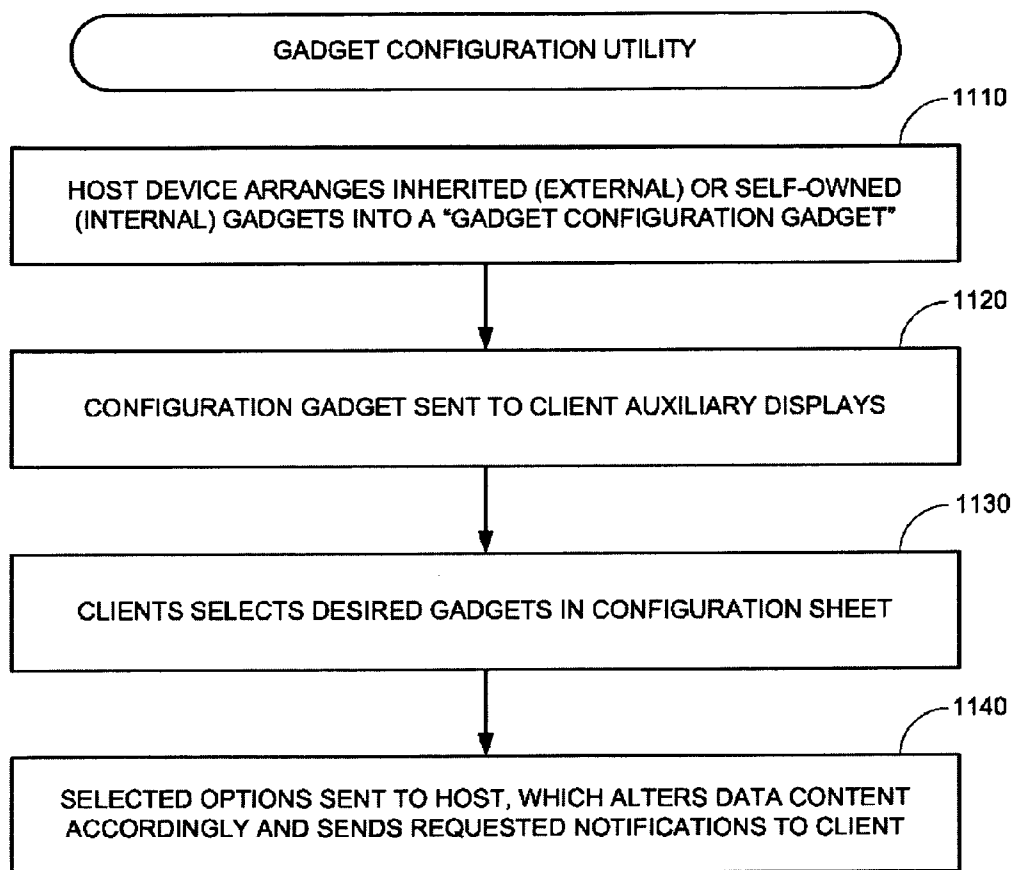 GADGET CONFIGURATION UTILITY
1110
HOST DEVICE ARRANGES INHERITED (EXTERNAL) OR SELF-OWNED
(INTERNAL) GADGETS INTO A “GADGET CONFIGURATION GADGET”
1120
CONFIGURATION GADGET SENT TO CLIENT AUXILIARY DISPLAYS
1130
CLIENTS SELECTS DESIRED GADGETS IN CONFIGURATION SHEET
1140
SELECTED OPTIONS SENT TO HOST, WHICH ALTERS DATA CONTENT
ACCORDINGLY AND SENDS REQUESTED NOTIFICATIONS TO CLIENT